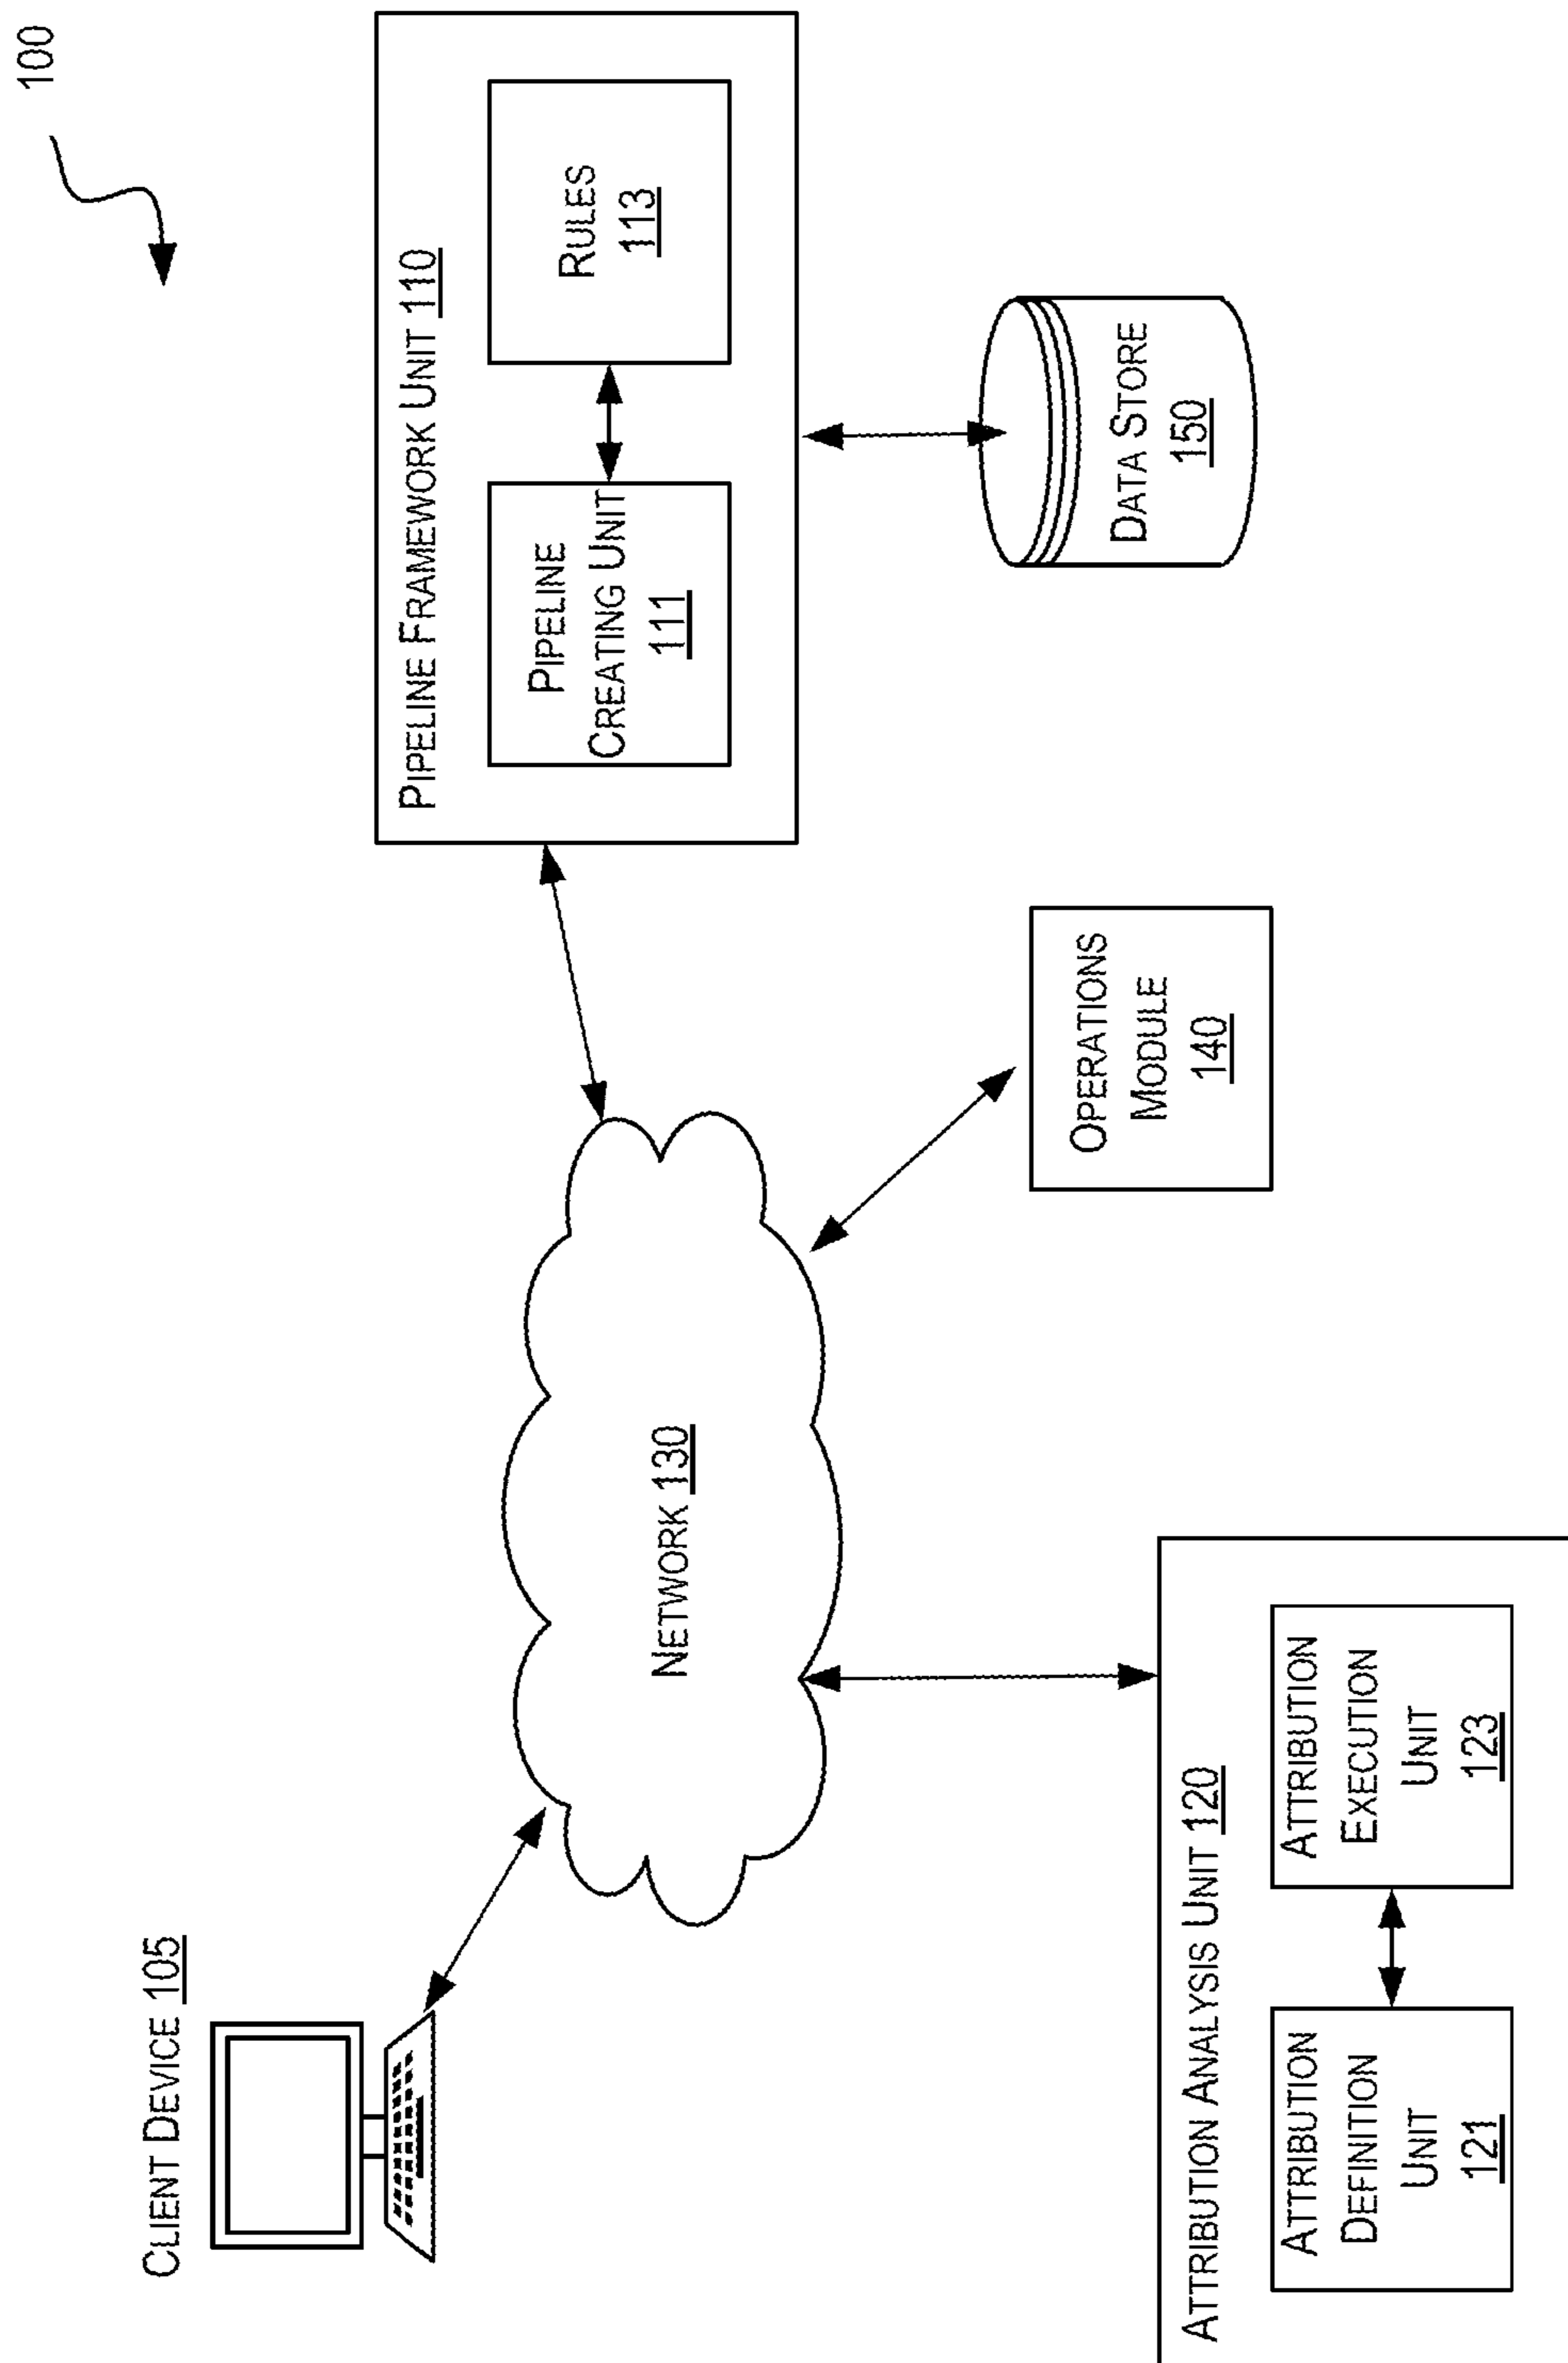 100
CLIENT DEVICE 105
PIPELINE FRAMEWORK UNIT 110
PIPELINE
CREATING UNIT
111
RULES
113
NETWORK 130
DATA STORE
150
OPERATIONS
MODULE
140
ATTRIBUTION ANALYSIS UNIT 120
ATTRIBUTION
DEFINITION
UNIT
121
ATTRIBUTION
EXECUTION
UNIT
123